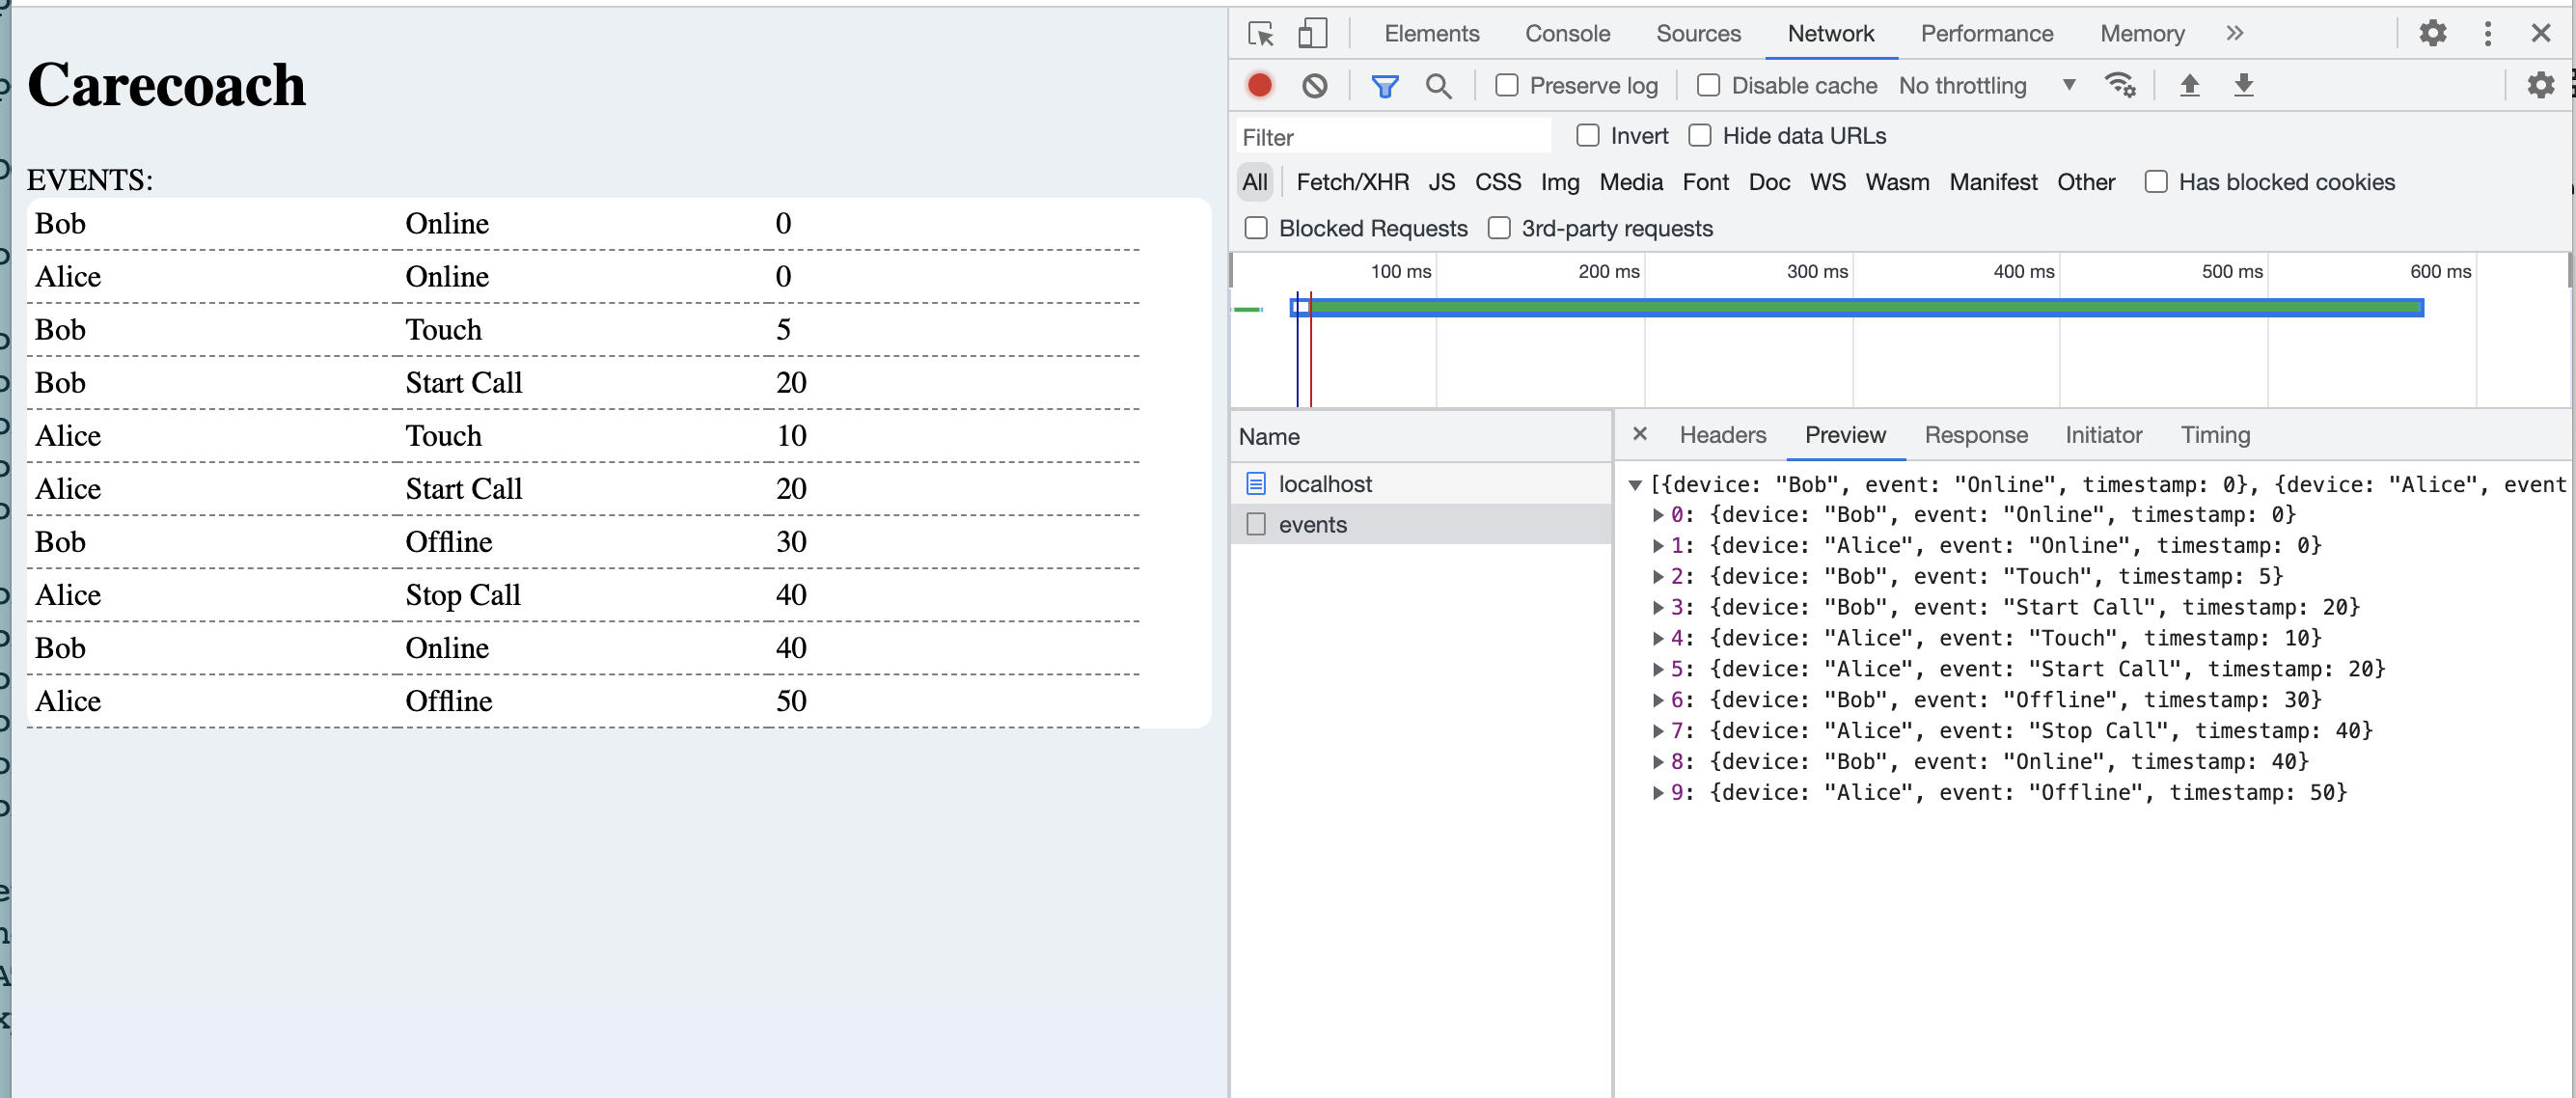 Carecoach
EVENTS:
Bob Online 0
Alice Online 0
Bob Touch 5
Bob Start Call 20
Alice Touch 10
Alice Start Call 20
Bob Offline 30
Alice Stop Call 40
Bob Online 40
Alice Offline 50
Elements Console Sources Network Performance Memory
Preserve log Disable cache No throttling
Filter Invert Hide data URLs
All Fetch/XHR JS CSS Img Media Font Doc WS Wasm Manifest Other Has blocked cookies
Blocked Requests 3rd-party requests
100 ms 200 ms 300 ms 400 ms 500 ms 600 ms
Name
localhost
events
Headers Preview Response Initiator Timing
[{device: "Bob", event: "Online", timestamp: 0}, {device: "Alice", event
0: {device: "Bob", event: "Online", timestamp: 0}
1: {device: "Alice", event: "Online", timestamp: 0}
2: {device: "Bob", event: "Touch", timestamp: 5}
3: {device: "Bob", event: "Start Call", timestamp: 20}
4: {device: "Alice", event: "Touch", timestamp: 10}
5: {device: "Alice", event: "Start Call", timestamp: 20}
6: {device: "Bob", event: "Offline", timestamp: 30}
7: {device: "Alice", event: "Stop Call", timestamp: 40}
8: {device: "Bob", event: "Online", timestamp: 40}
9: {device: "Alice", event: "Offline", timestamp: 50}